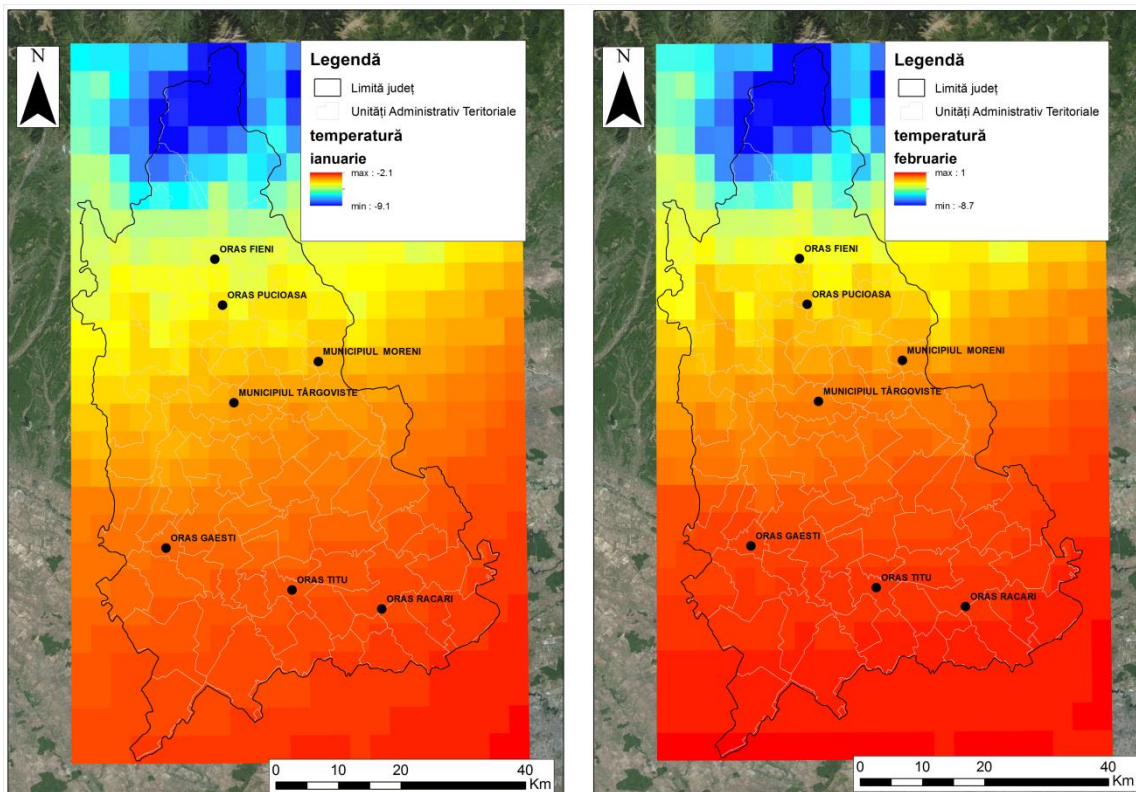 N
Legendă
Limită județ
Unități Administrativ Teritoriale
temperatură
ianuarie
max : -2.1
min : -9.1
ORAS FIENI
ORAS PUCIOASA
MUNICIPIUL MORENI
MUNICIPIUL TÂRGOVISTE
ORAS GAESTI
ORAS TITU
ORAS RACARI
0 10 20 40
Km
N
Legendă
Limită județ
Unități Administrativ Teritoriale
temperatură
februarie
max : 1
min : -8.7
ORAS FIENI
ORAS PUCIOASA
MUNICIPIUL MORENI
MUNICIPIUL TÂRGOVISTE
ORAS GAESTI
ORAS TITU
ORAS RACARI
0 10 20 40
Km